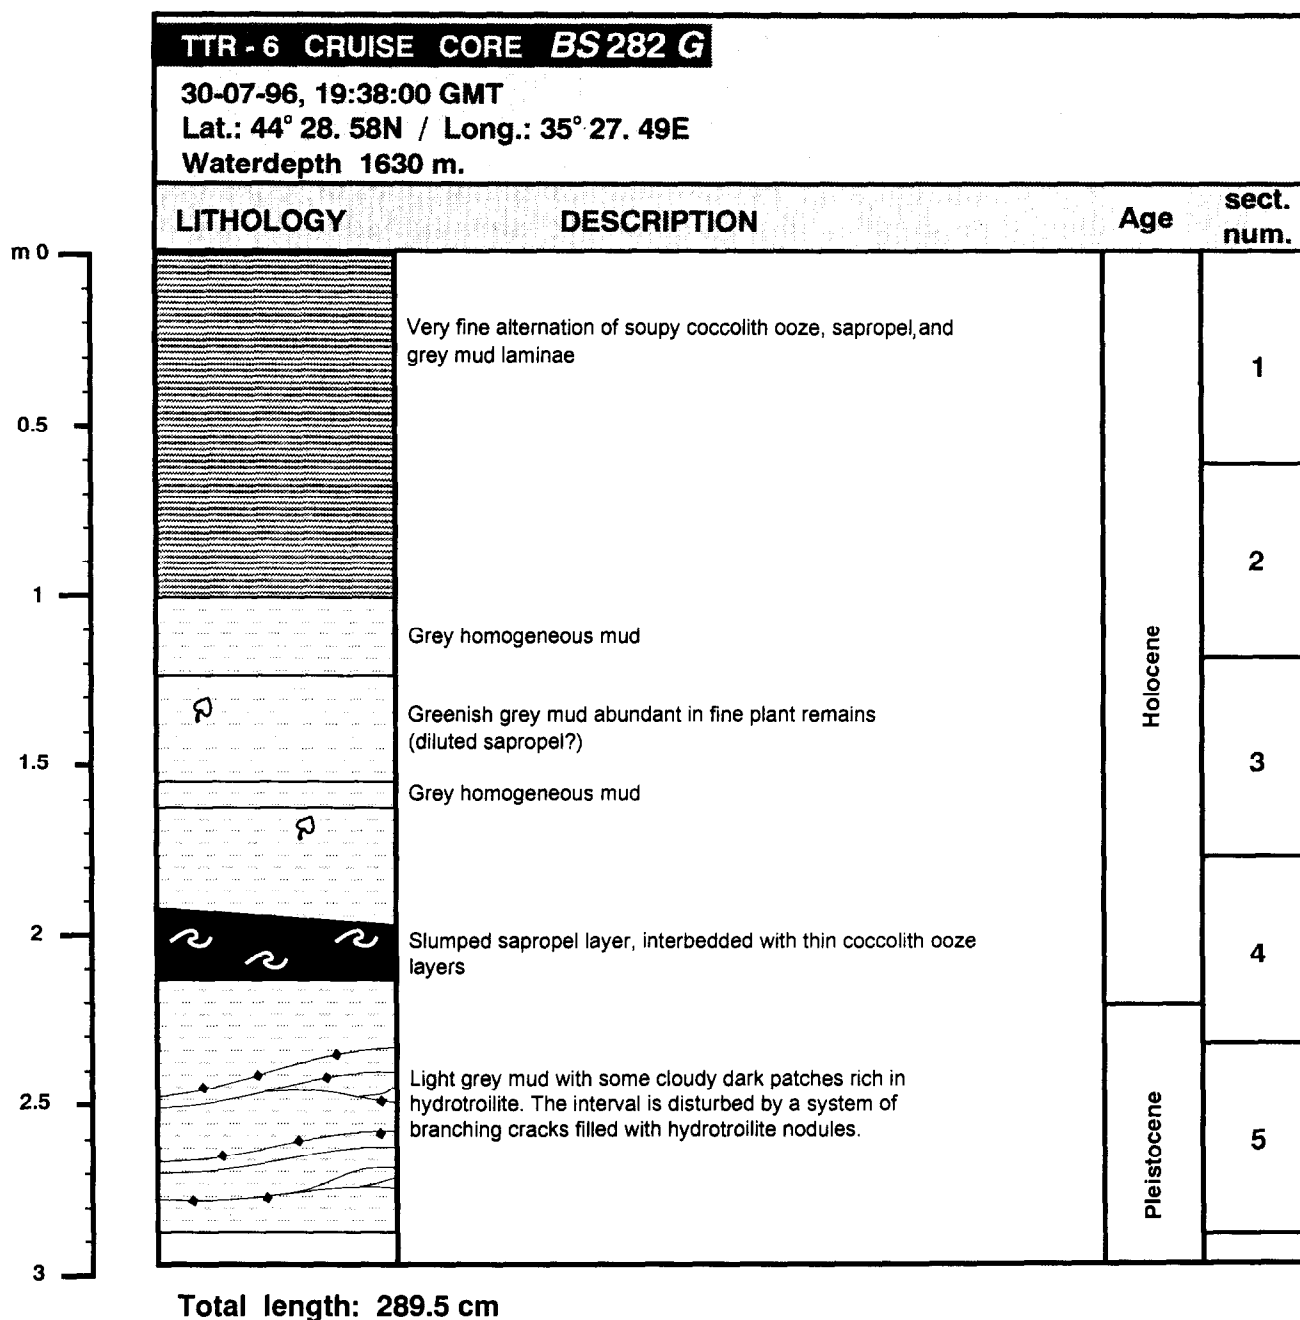 TTR - 6 CRUISE CORE BS 282 G
30-07-96, 19:38:00 GMT
Lat.: 44° 28. 58N / Long.: 35° 27. 49E
Waterdepth 1630 m.
LITHOLOGY DESCRIPTION Age sect. num.
m 0
Very fine alternation of soupy coccolith ooze, sapropel, and
grey mud laminae
1
0.5
2
1
Grey homogeneous mud
Holocene
Greenish grey mud abundant in fine plant remains
(diluted sapropel?)
1.5
3
Grey homogeneous mud
2
Slumped sapropel layer, interbedded with thin coccolith ooze
layers
4
Light grey mud with some cloudy dark patches rich in
hydrotroilite. The interval is disturbed by a system of
branching cracks filled with hydrotroilite nodules.
2.5
Pleistocene
5
3
Total length: 289.5 cm